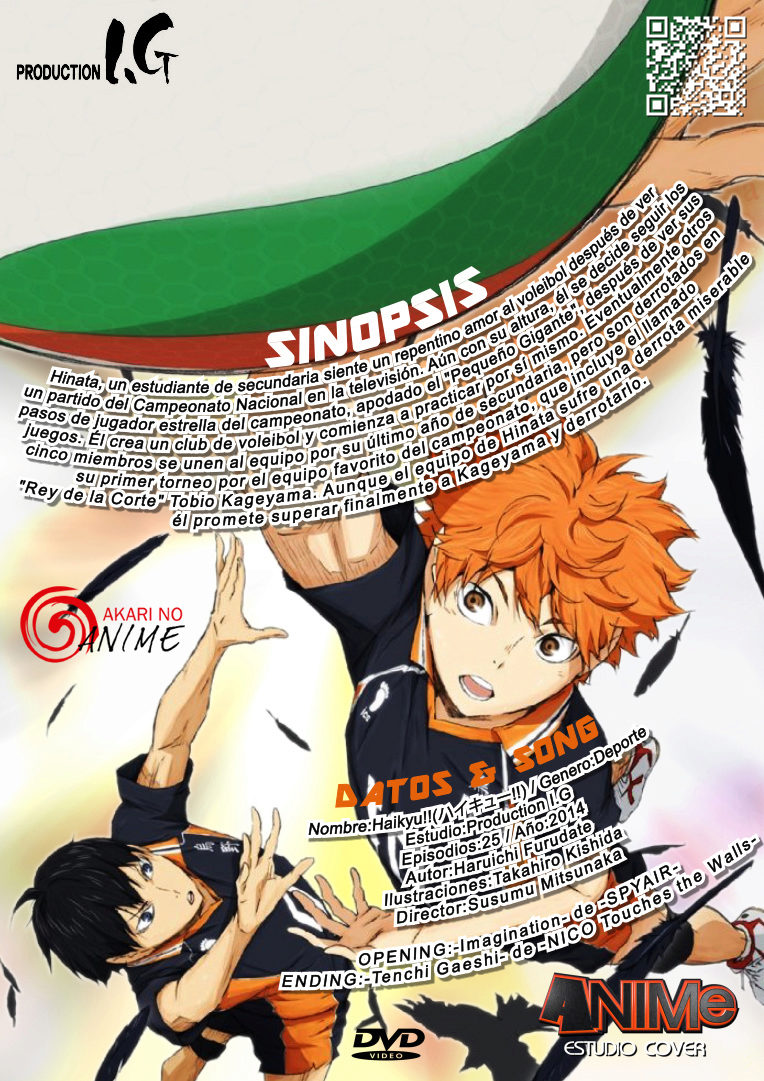 PRODUCTION I.G
SINOPSIS
Hinata, un estudiante de secundaria siente un repentino amor al voleibol después de ver
un partido del Campeonato Nacional en la televisión. Aún con su altura, él se decide seguir los
pasos de jugador estrella del campeonato, apodado el "Pequeño Gigante", después de ver sus
juegos. Él crea un club de voleibol y comienza a practicar por sí mismo. Eventualmente otros
cinco miembros se unen al equipo por su último año de secundaria, pero son derrotados en
su primer torneo por el equipo favorito del campeonato, que incluye el llamado
"Rey de la Corte" Tobio Kageyama. Aunque el equipo de Hinata sufre una derrota miserable
él promete superar finalmente a Kageyama y derrotarlo.
AKARI NO
ANIME
DATOS & SONG
Nombre:Haikyu!!(ハイキュー!!) / Genero:Deporte
Estudio:Production I.G
Episodios:25 / Año:2014
Autor:Haruichi Furudate
Ilustraciones:Takahiro Kishida
Director:Susumu Mitsunaka
OPENING:-Imagination- de -SPYAIR-
ENDING:-Tenchi Gaeshi- de -NICO Touches the Walls-
DVD
VIDEO
ANIMe
ESTUDIO COVER